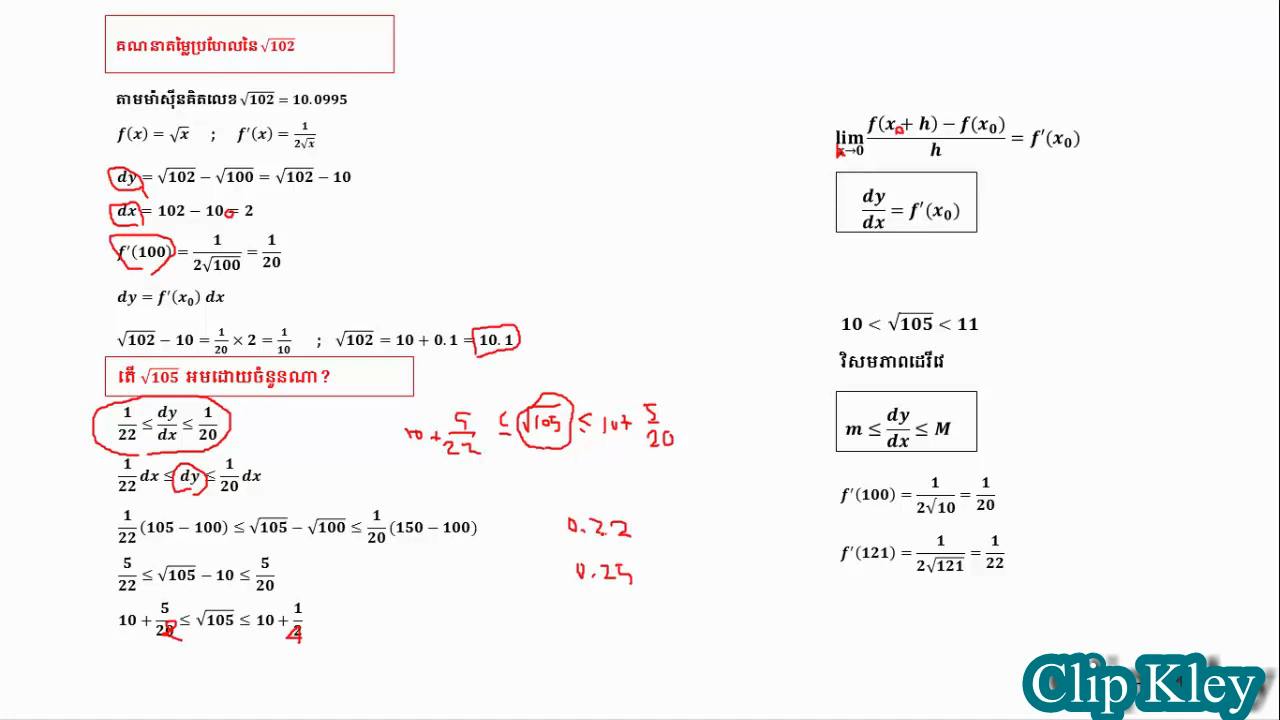 គណនាតម្លៃប្រហែលនៃ √102
តាមម៉ាស៊ីនគិតលេខ √102 = 10.0995
f(x) = √x ; f′(x) = 1/(2√x)
dy = √102 − √100 = √102 − 10
dx = 102 − 100 = 2
f′(100) = 1/(2√100) = 1/20
dy = f′(x₀) dx
√102 − 10 = 1/20 × 2 = 1/10 ; √102 = 10 + 0.1 = 10.1
តើ √105 អមដោយចំនួនណា?
1/22 ≤ dy/dx ≤ 1/20
1/22 dx ≤ dy ≤ 1/20 dx
1/22 (105 − 100) ≤ √105 − √100 ≤ 1/20 (150 − 100)
5/22 ≤ √105 − 10 ≤ 5/20
10 + 5/22 ≤ √105 ≤ 10 + 1/4
10 + 5/22 ≤ √105 ≤ 10 + 5/20
0.22
0.25
lim f(x₀ + h) − f(x₀) / h = f′(x₀)
dy/dx = f′(x₀)
10 < √105 < 11
វិសមភាពដេរីវេ
m ≤ dy/dx ≤ M
f′(100) = 1/(2√10) = 1/20
f′(121) = 1/(2√121) = 1/22
Clip Kley